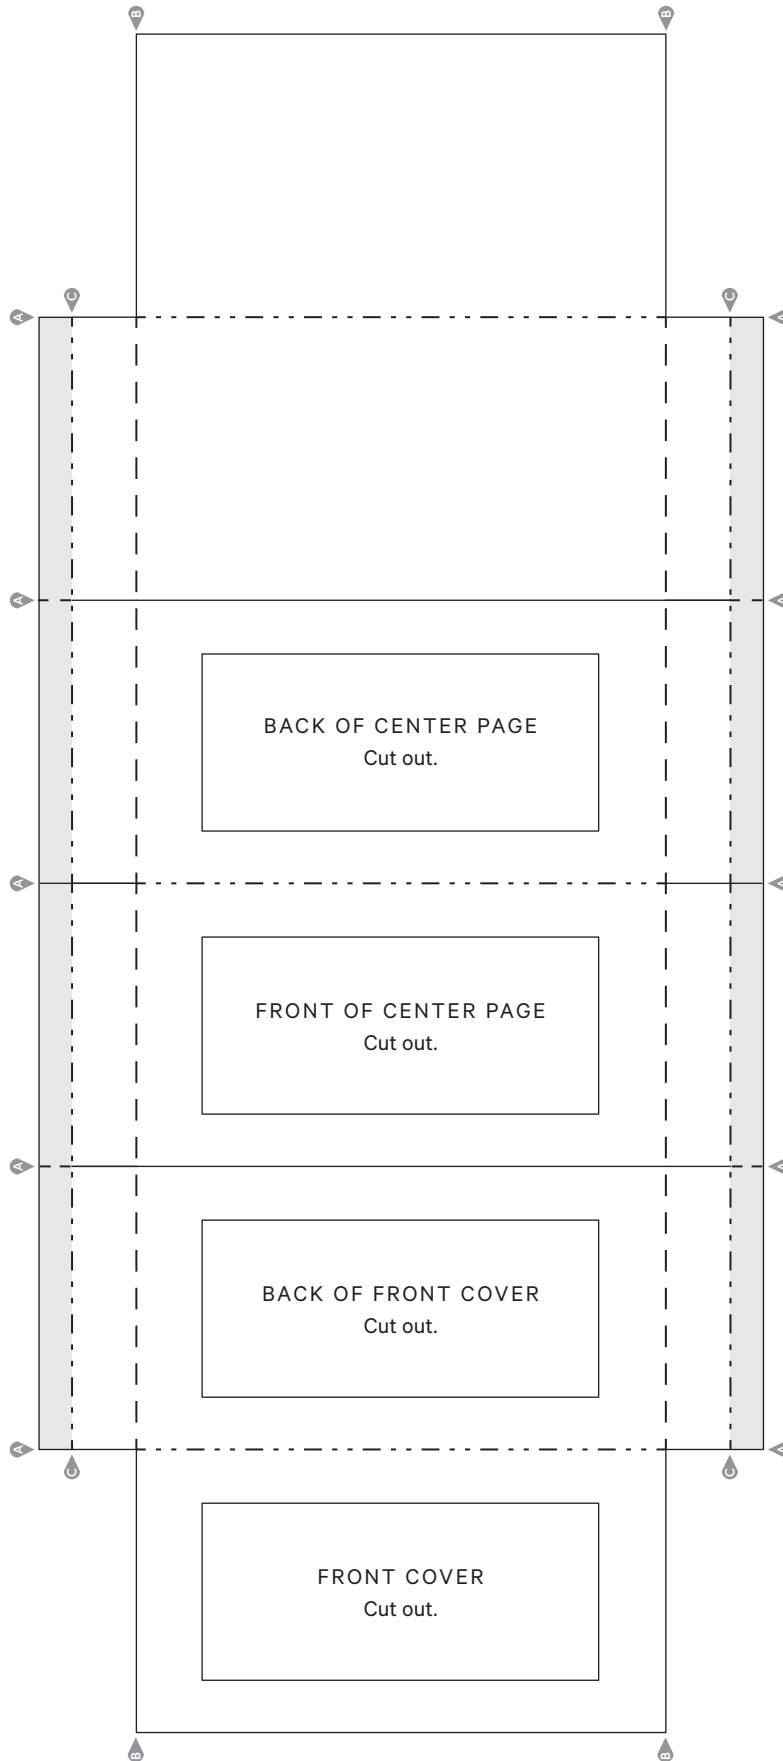 B B
C C
A A
A A
BACK OF CENTER PAGE
Cut out.
A A
FRONT OF CENTER PAGE
Cut out.
A A
BACK OF FRONT COVER
Cut out.
A A
C C
FRONT COVER
Cut out.
B B